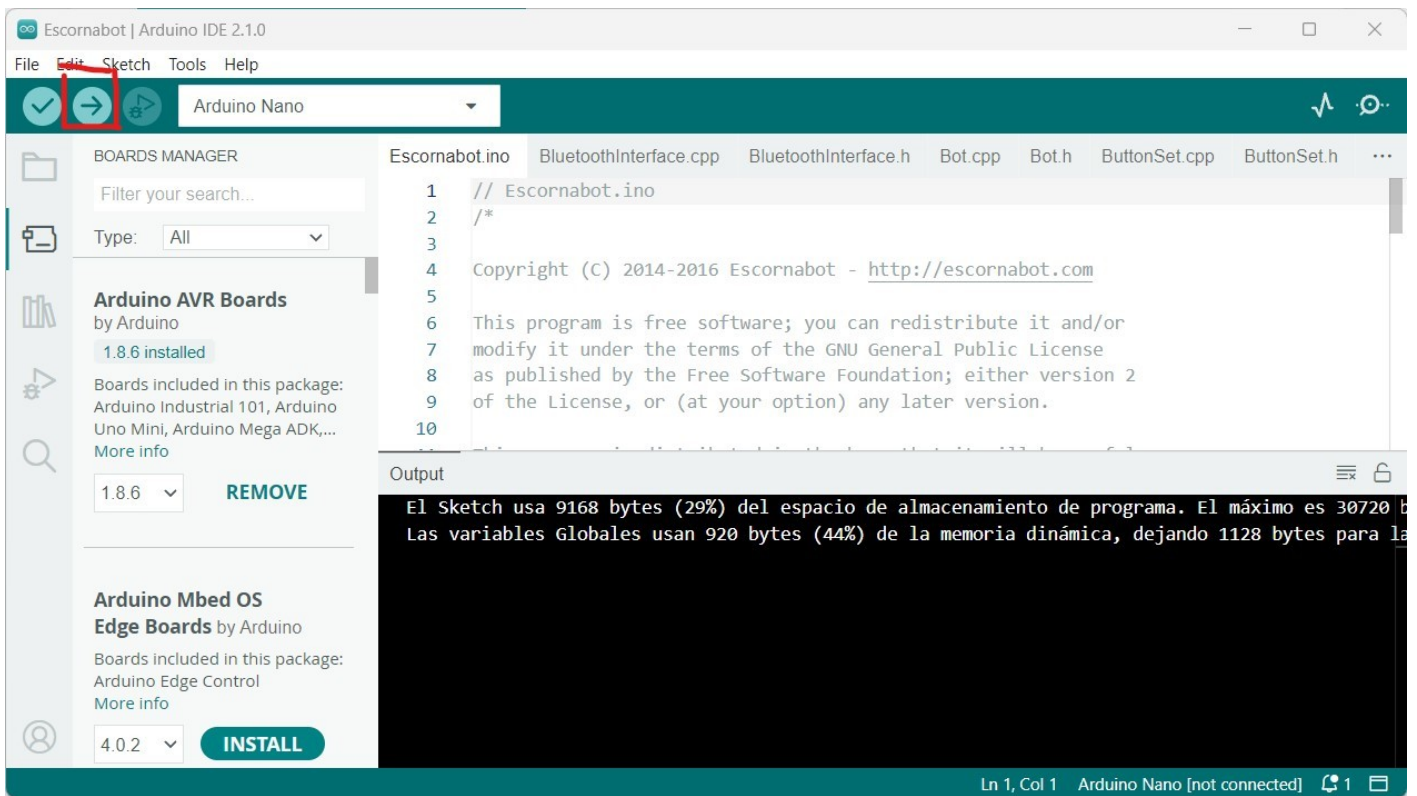 Escornabot | Arduino IDE 2.1.0
File Edit Sketch Tools Help
Arduino Nano
BOARDS MANAGER
Filter your search...
Type: All
Arduino AVR Boards
by Arduino
1.8.6 installed
Boards included in this package:
Arduino Industrial 101, Arduino
Uno Mini, Arduino Mega ADK,...
More info
1.8.6 REMOVE
Arduino Mbed OS
Edge Boards by Arduino
Boards included in this package:
Arduino Edge Control
More info
4.0.2 INSTALL
Escornabot.ino BluetoothInterface.cpp BluetoothInterface.h Bot.cpp Bot.h ButtonSet.cpp ButtonSet.h ...
1 // Escornabot.ino
2 /*
3
4 Copyright (C) 2014-2016 Escornabot - http://escornabot.com
5
6 This program is free software; you can redistribute it and/or
7 modify it under the terms of the GNU General Public License
8 as published by the Free Software Foundation; either version 2
9 of the License, or (at your option) any later version.
10
Output
El Sketch usa 9168 bytes (29%) del espacio de almacenamiento de programa. El máximo es 30720 b
Las variables Globales usan 920 bytes (44%) de la memoria dinámica, dejando 1128 bytes para la
Ln 1, Col 1 Arduino Nano [not connected] 1